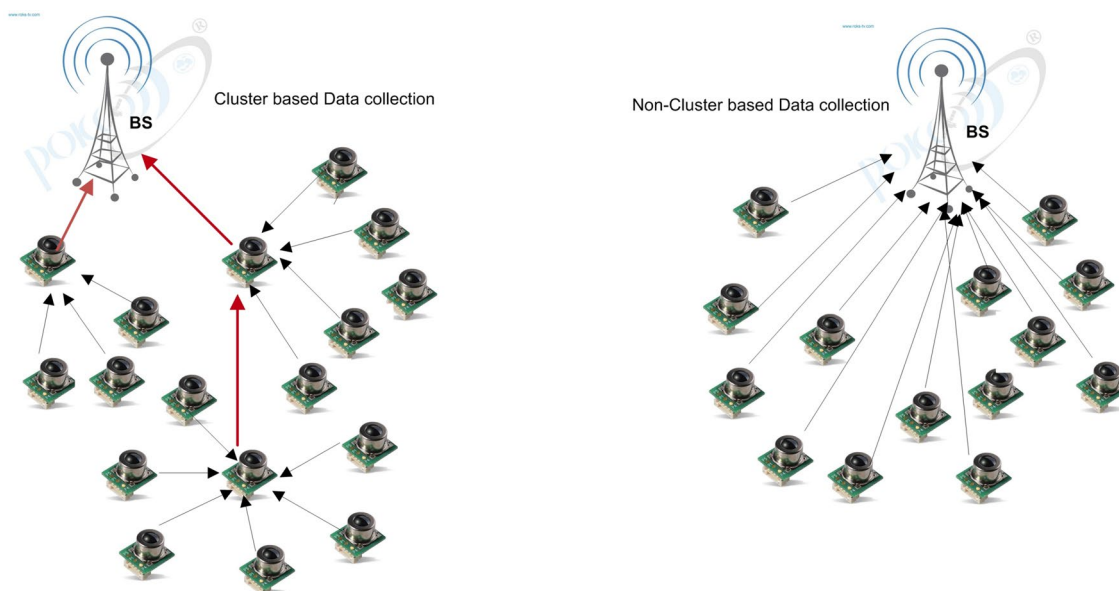 Cluster based Data collection
BS
Non-Cluster based Data collection
BS